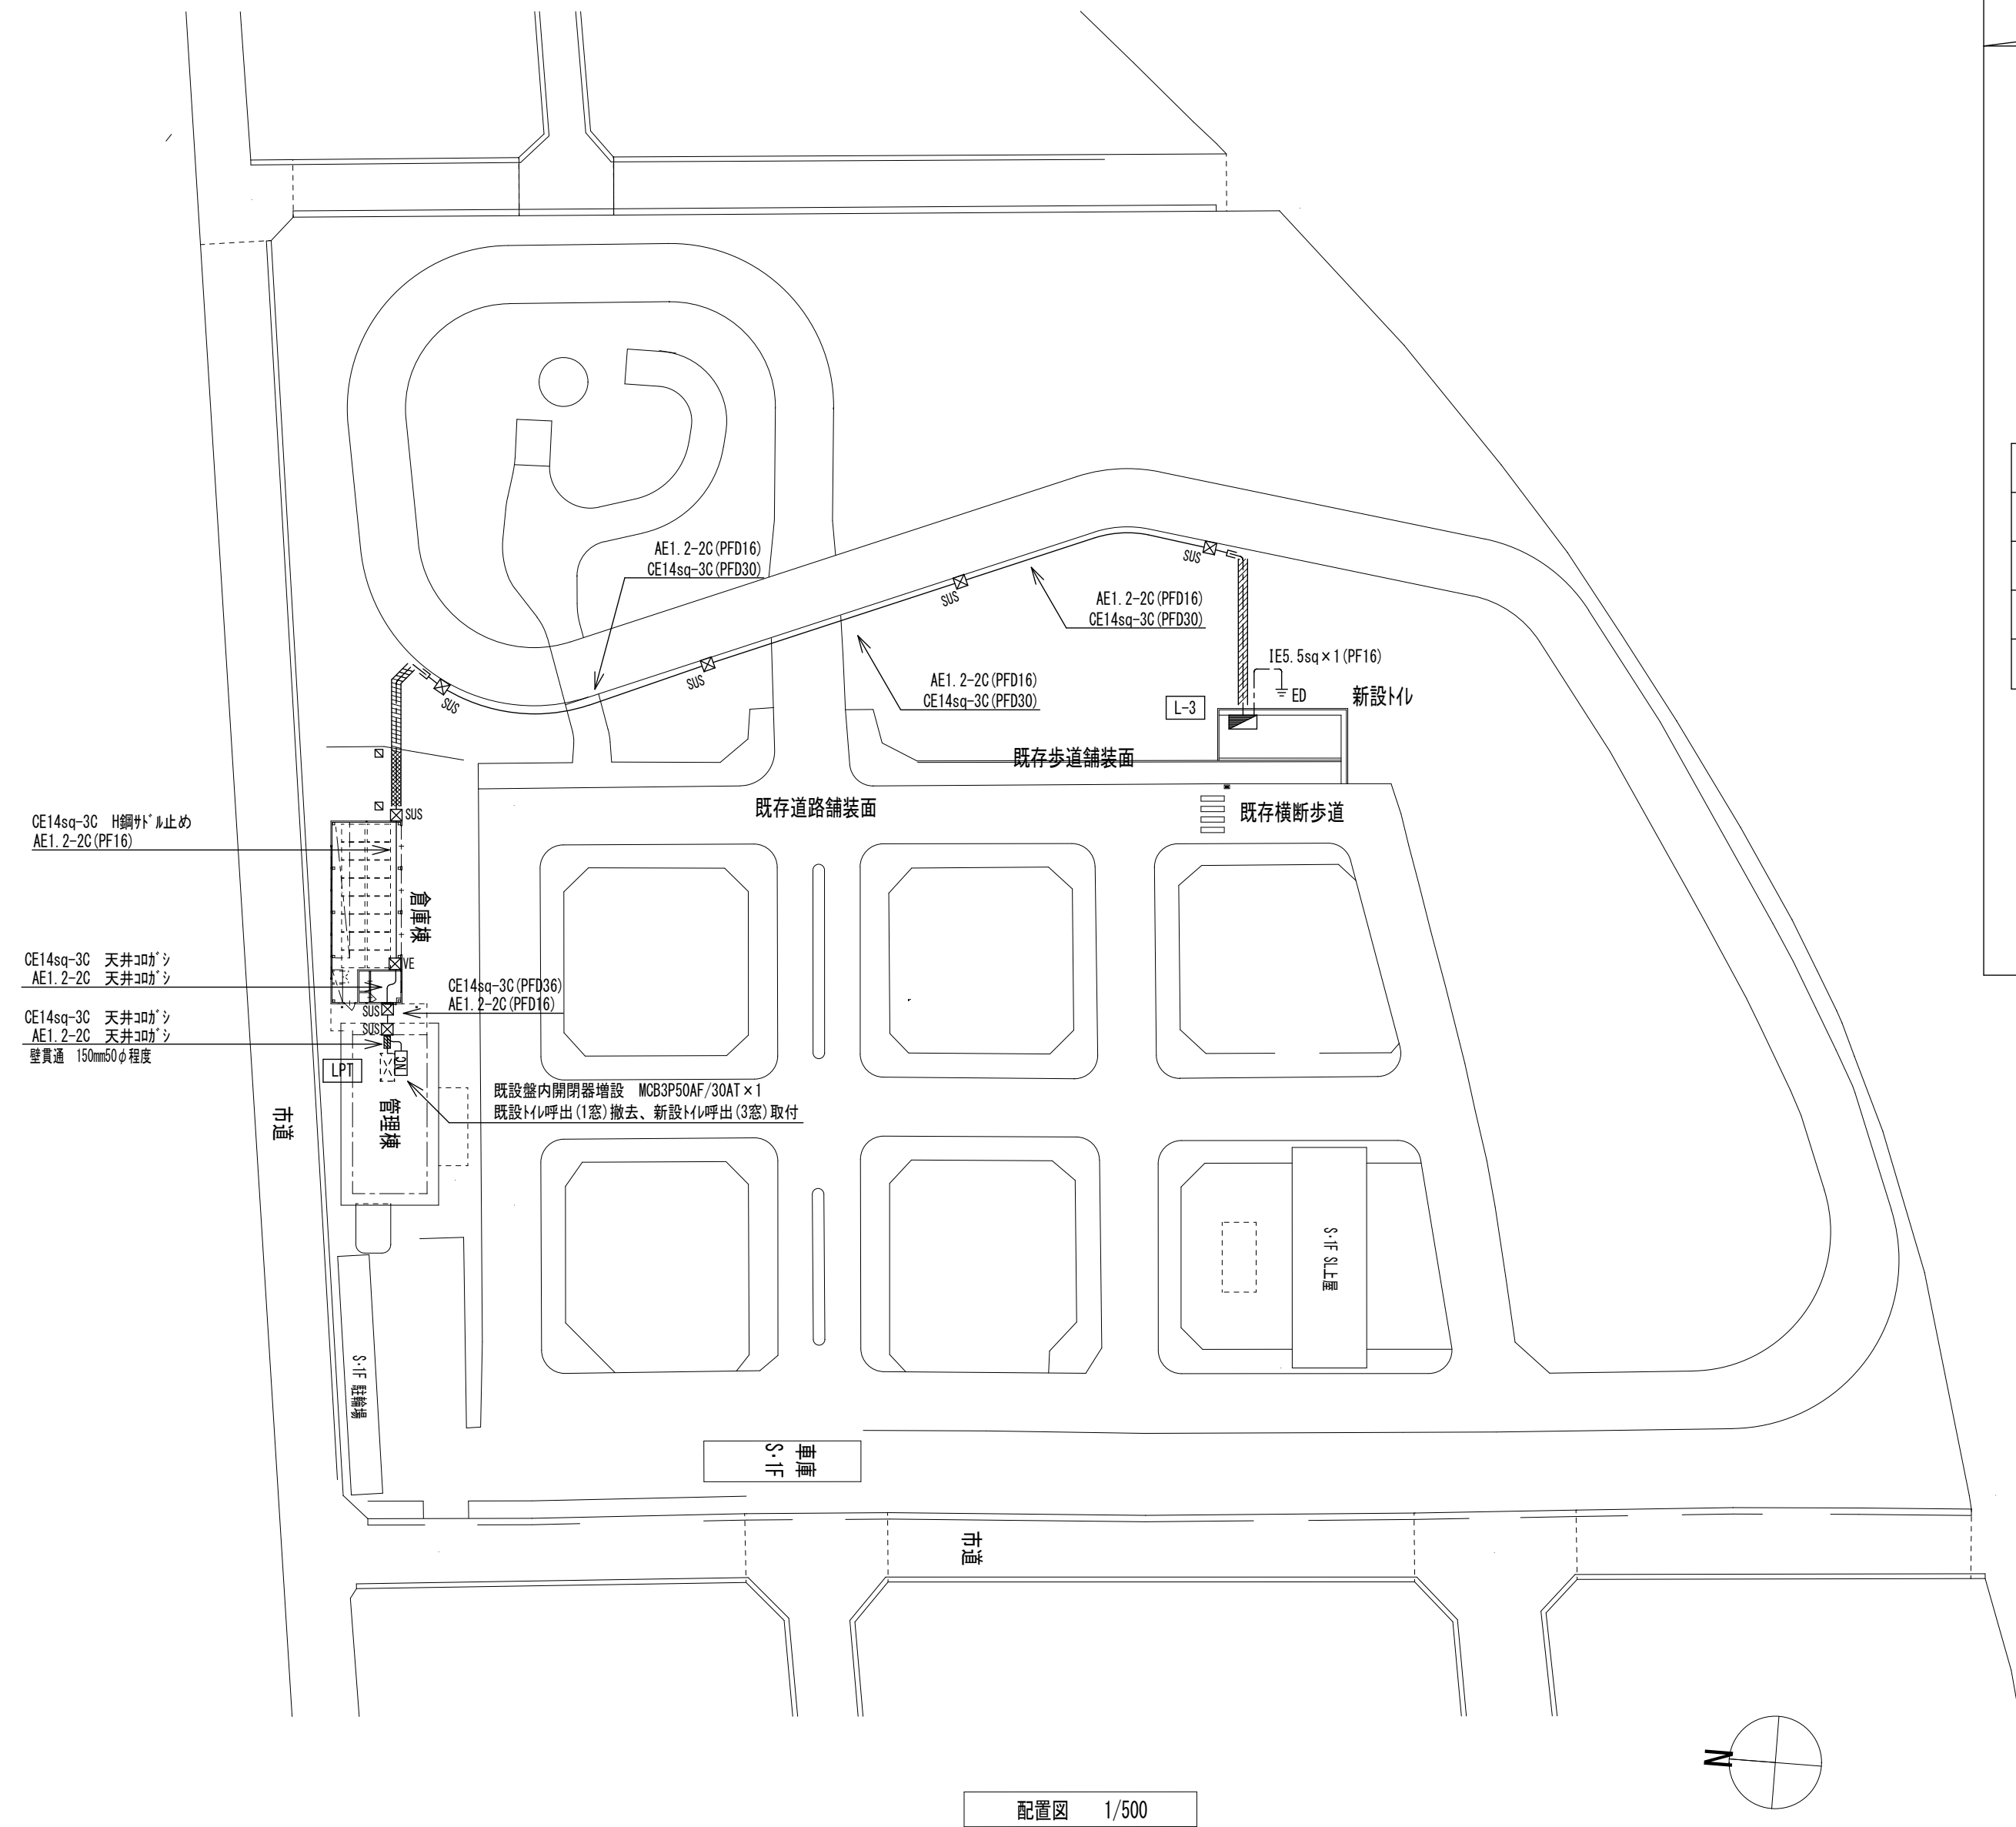 AE1.2-2C(PFD16)
CE14sq-3C(PFD30)
SUS
SUS
AE1.2-2C(PFD16)
CE14sq-3C(PFD30)
IE5.5sq×1(PF16)
SUS
SUS
AE1.2-2C(PFD16)
CE14sq-3C(PFD30)
L-3
ED
新設ﾄｲﾚ
既存歩道舗装面
既存道路舗装面
既存横断歩道
SUS
CE14sq-3C H鋼ｻﾄﾞﾙ止め
AE1.2-2C(PF16)
倉庫棟
VE
CE14sq-3C 天井ｺﾛｶﾞｼ
AE1.2-2C 天井ｺﾛｶﾞｼ
CE14sq-3C(PFD36)
AE1.2-2C(PFD16)
SUS
SUS
CE14sq-3C 天井ｺﾛｶﾞｼ
AE1.2-2C 天井ｺﾛｶﾞｼ
壁貫通 150mm50φ程度
LPT
CN
既設盤内開閉器増設 MCB3P50AF/30AT×1
既設ﾄｲﾚ呼出(1窓)撤去、新設ﾄｲﾚ呼出(3窓)取付
管理棟
市道
S･1F SL上屋
S･1F 駐輪場
車庫
S･1F
市道
N
配置図 1/500